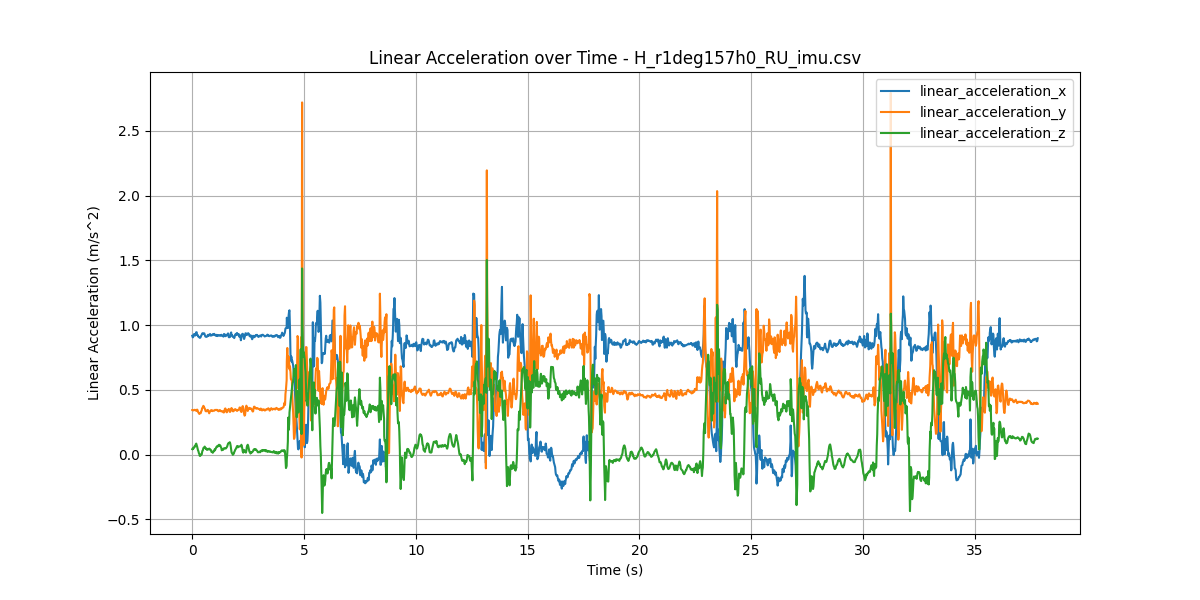 Linear Acceleration over Time - H_r1deg157h0_RU_imu.csv
linear_acceleration_x
linear_acceleration_y
linear_acceleration_z
Linear Acceleration (m/s^2)
2.5
2.0
1.5
1.0
0.5
0.0
−0.5
0 5 10 15 20 25 30 35
Time (s)